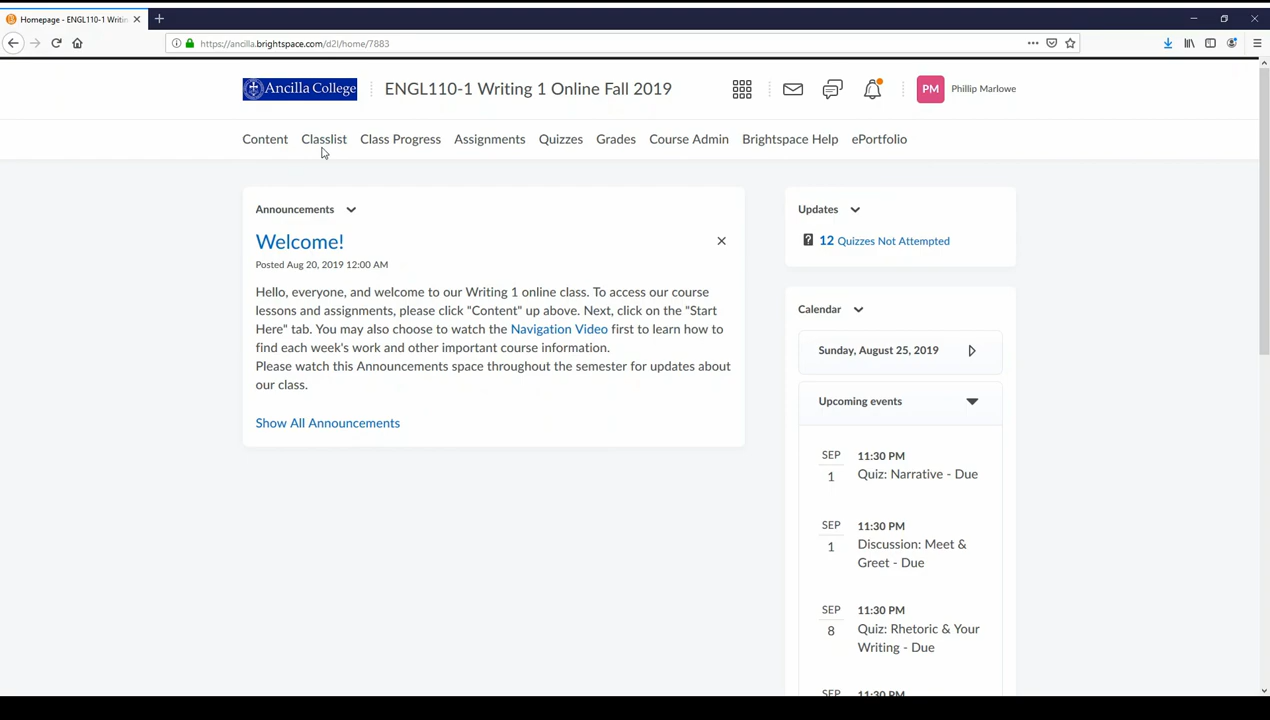 Homepage - ENGL110-1 Writin
https://ancilla.brightspace.com/d2l/home/7883
Ancilla College
ENGL110-1 Writing 1 Online Fall 2019
PM
Phillip Marlowe
Content
Classlist
Class Progress
Assignments
Quizzes
Grades
Course Admin
Brightspace Help
ePortfolio
Announcements
Welcome!
Posted Aug 20, 2019 12:00 AM
Hello, everyone, and welcome to our Writing 1 online class. To access our course
lessons and assignments, please click "Content" up above. Next, click on the "Start
Here" tab. You may also choose to watch the Navigation Video first to learn how to
find each week's work and other important course information.
Please watch this Announcements space throughout the semester for updates about
our class.
Show All Announcements
Updates
12 Quizzes Not Attempted
Calendar
Sunday, August 25, 2019
Upcoming events
SEP
1
11:30 PM
Quiz: Narrative - Due
SEP
1
11:30 PM
Discussion: Meet &
Greet - Due
SEP
8
11:30 PM
Quiz: Rhetoric & Your
Writing - Due
SEP
11:30 PM